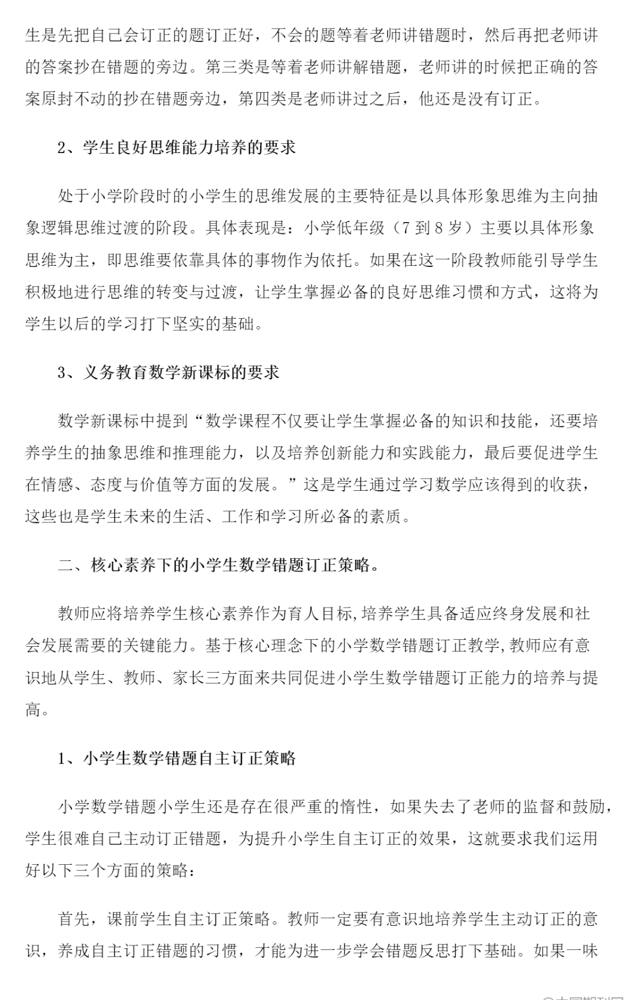 生是先把自己会订正的题订正好，不会的题等着老师讲错题时，然后再把老师讲
的答案抄在错题的旁边。第三类是等着老师讲解错题，老师讲的时候把正确的答
案原封不动的抄在错题旁边，第四类是老师讲过之后，他还是没有订正。
2、学生良好思维能力培养的要求
处于小学阶段时的小学生的思维发展的主要特征是以具体形象思维为主向抽
象逻辑思维过渡的阶段。具体表现是：小学低年级（7 到 8 岁）主要以具体形象
思维为主，即思维要依靠具体的事物作为依托。如果在这一阶段教师能引导学生
积极地进行思维的转变与过渡，让学生掌握必备的良好思维习惯和方式，这将为
学生以后的学习打下坚实的基础。
3、义务教育数学新课标的要求
数学新课标中提到“数学课程不仅要让学生掌握必备的知识和技能，还要培
养学生的抽象思维和推理能力，以及培养创新能力和实践能力，最后要促进学生
在情感、态度与价值等方面的发展。”这是学生通过学习数学应该得到的收获，
这些也是学生未来的生活、工作和学习所必备的素质。
二、核心素养下的小学生数学错题订正策略。
教师应将培养学生核心素养作为育人目标,培养学生具备适应终身发展和社
会发展需要的关键能力。基于核心理念下的小学数学错题订正教学,教师应有意
识地从学生、教师、家长三方面来共同促进小学生数学错题订正能力的培养与提
高。
1、小学生数学错题自主订正策略
小学数学错题小学生还是存在很严重的惰性，如果失去了老师的监督和鼓励，
学生很难自己主动订正错题，为提升小学生自主订正的效果，这就要求我们运用
好以下三个方面的策略：
首先，课前学生自主订正策略。教师一定要有意识地培养学生主动订正的意
识，养成自主订正错题的习惯，才能为进一步学会错题反思打下基础。如果一味